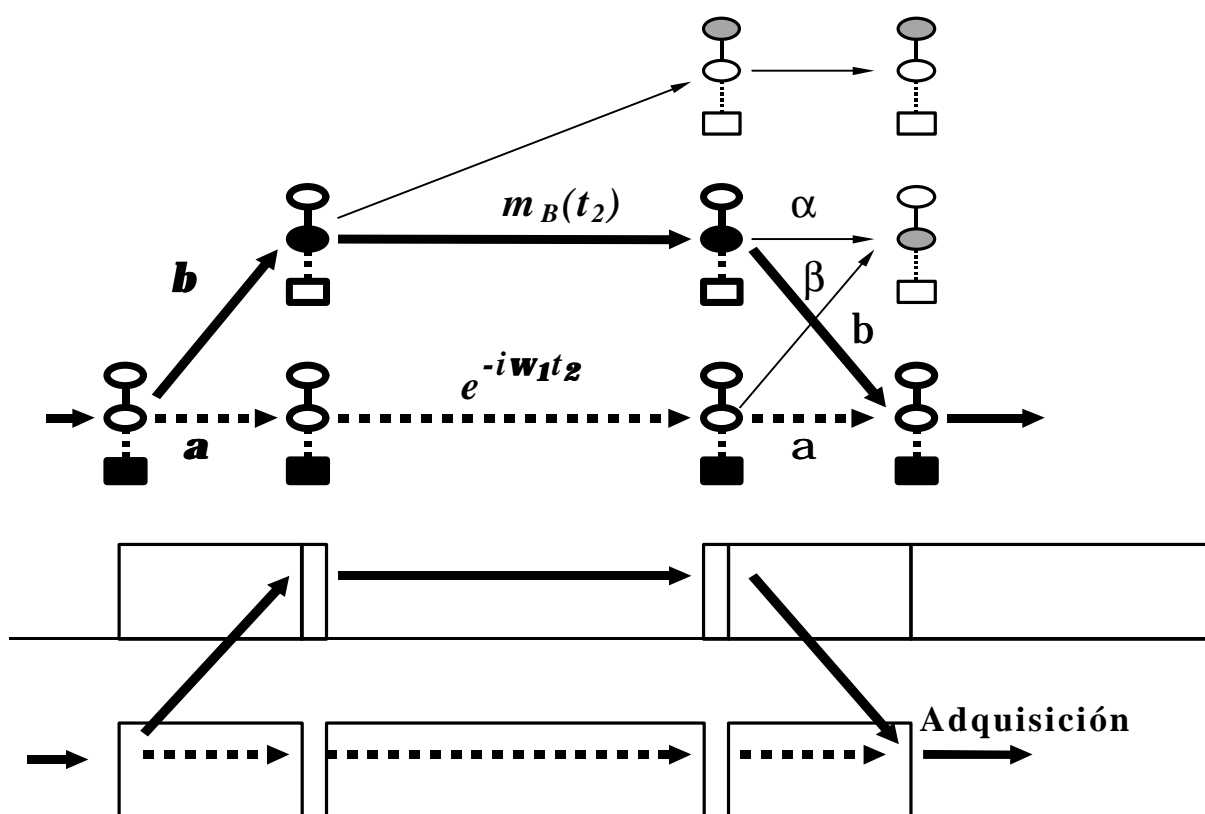 m_B(t_2)
α
b
β
b
e^{-iw_1t_2}
a
a
Adquisición